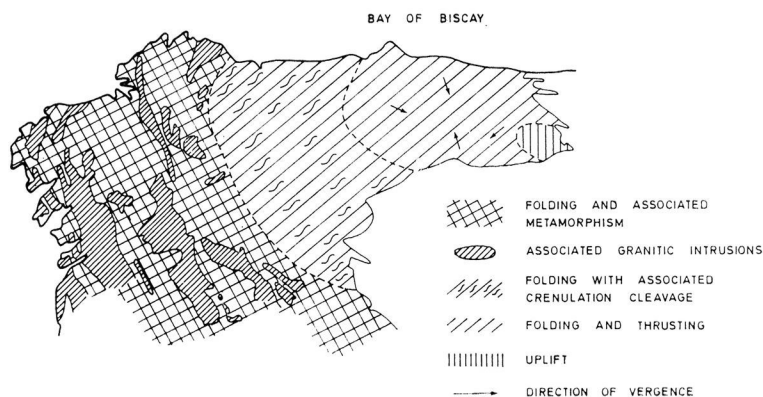 BAY OF BISCAY
FOLDING AND ASSOCIATED
METAMORPHISM
ASSOCIATED GRANITIC INTRUSIONS
FOLDING WITH ASSOCIATED
CRENULATION CLEAVAGE
FOLDING AND THRUSTING
UPLIFT
DIRECTION OF VERGENCE